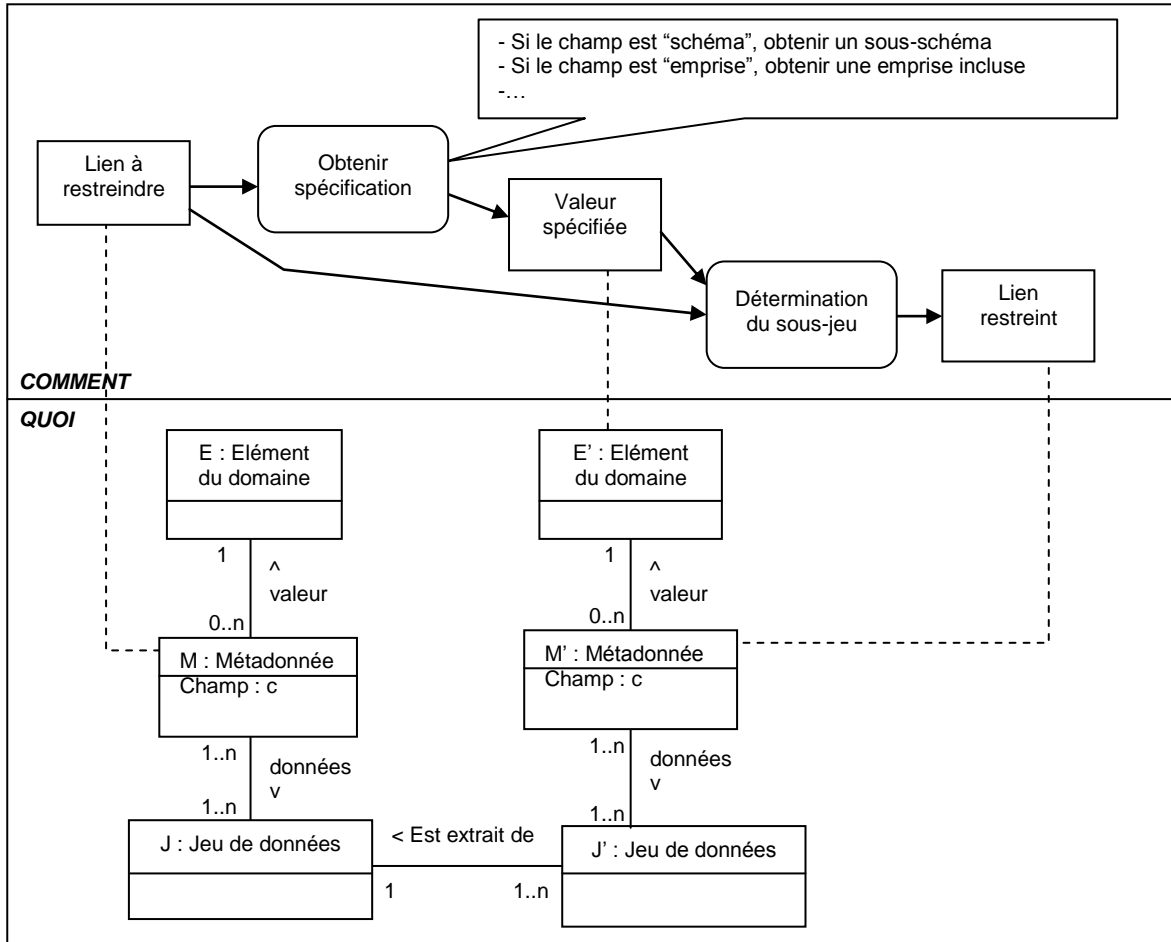 - Si le champ est “schéma”, obtenir un sous-schéma
- Si le champ est “emprise”, obtenir une emprise incluse
-…
Lien à
restreindre
Obtenir
spécification
Valeur
spécifiée
Détermination
du sous-jeu
Lien
restreint
COMMENT
QUOI
E : Elément
du domaine
E’ : Elément
du domaine
1
^
valeur
0..n
1
^
valeur
0..n
M : Métadonnée
Champ : c
M’ : Métadonnée
Champ : c
1..n
données
v
1..n
1..n
données
v
1..n
J : Jeu de données
< Est extrait de
J’ : Jeu de données
1
1..n